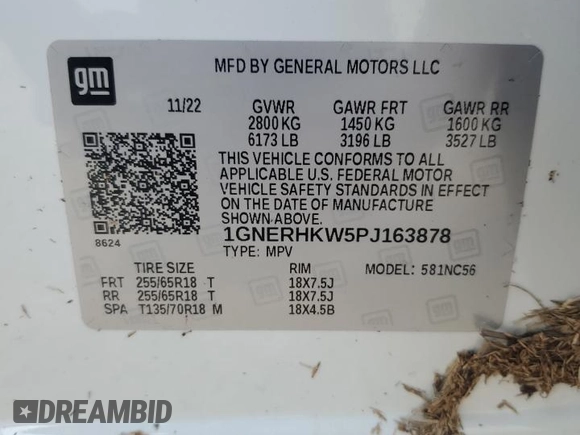 gm
MFD BY GENERAL MOTORS LLC
11/22 GVWR GAWR FRT GAWR RR
2800 KG 1450 KG 1600 KG
6173 LB 3196 LB 3527 LB
THIS VEHICLE CONFORMS TO ALL
APPLICABLE U.S. FEDERAL MOTOR
VEHICLE SAFETY STANDARDS IN EFFECT
ON THE DATE OF MANUFACTURE
SHOWN ABOVE.
8624
1GNERHKW5PJ163878
TYPE: MPV
TIRE SIZE RIM MODEL: 581NC56
FRT 255/65R18 T 18X7.5J
RR 255/65R18 T 18X7.5J
SPA T135/70R18 M 18X4.5B
DREAMBID